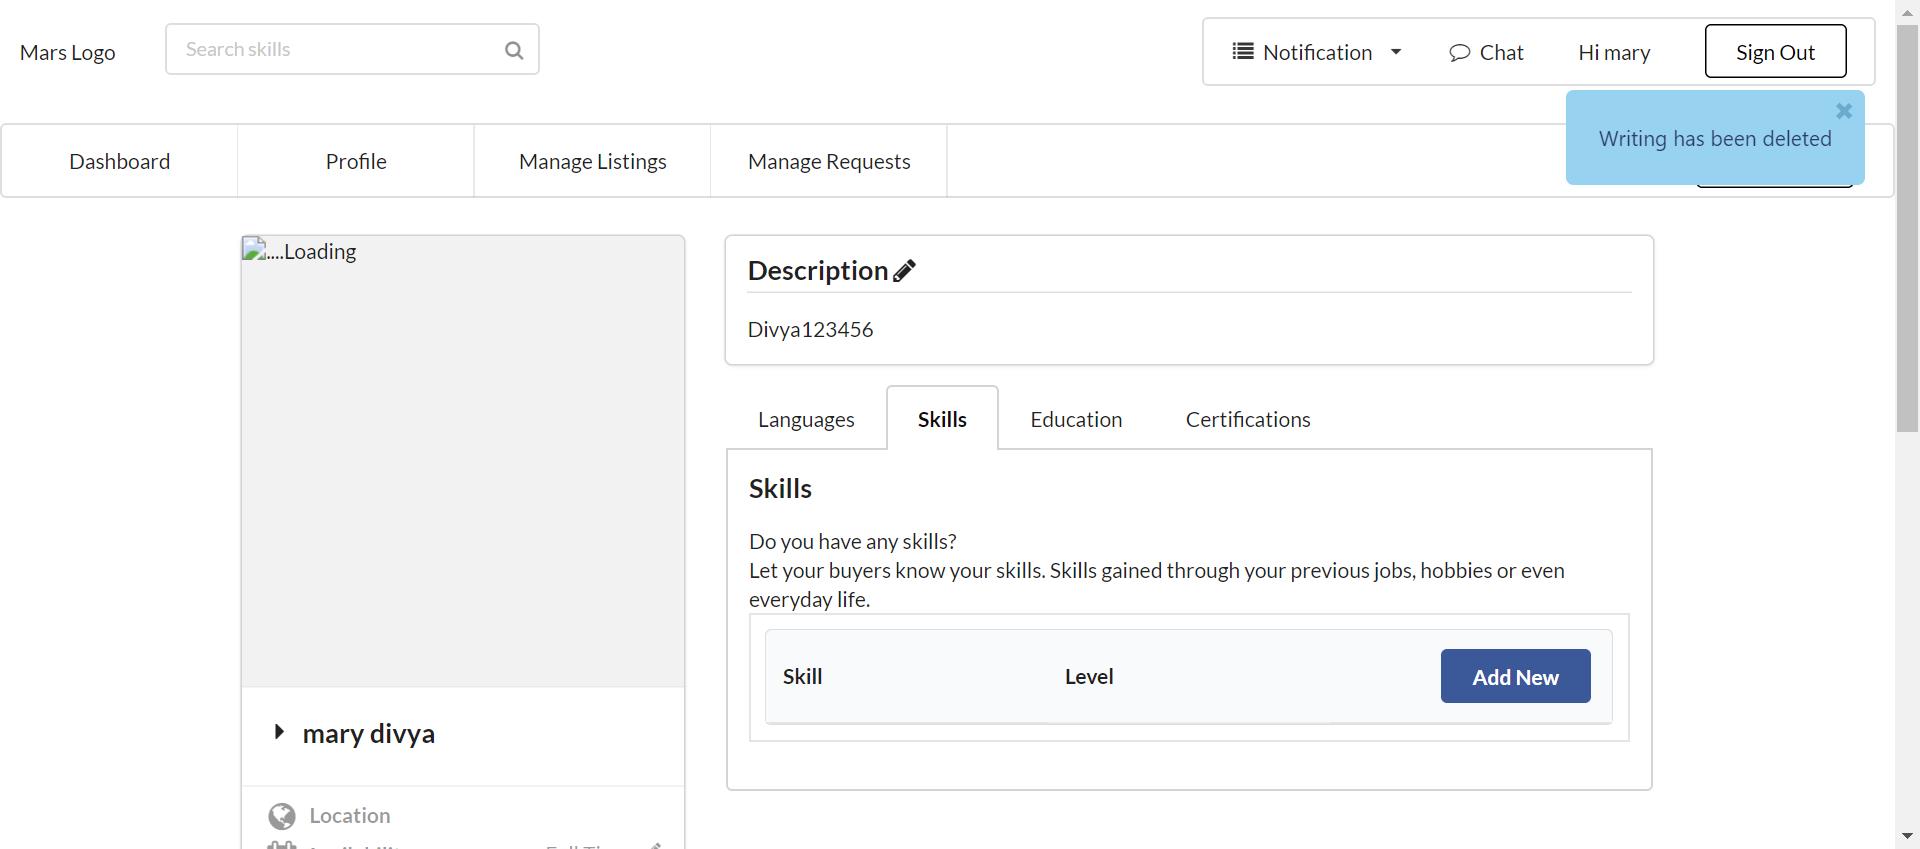 Mars Logo
Search skills
Notification
Chat
Hi mary
Sign Out
Writing has been deleted
Dashboard
Profile
Manage Listings
Manage Requests
....Loading
Description
Divya123456
Languages
Skills
Education
Certifications
Skills
Do you have any skills?
Let your buyers know your skills. Skills gained through your previous jobs, hobbies or even
everyday life.
Skill
Level
Add New
mary divya
Location